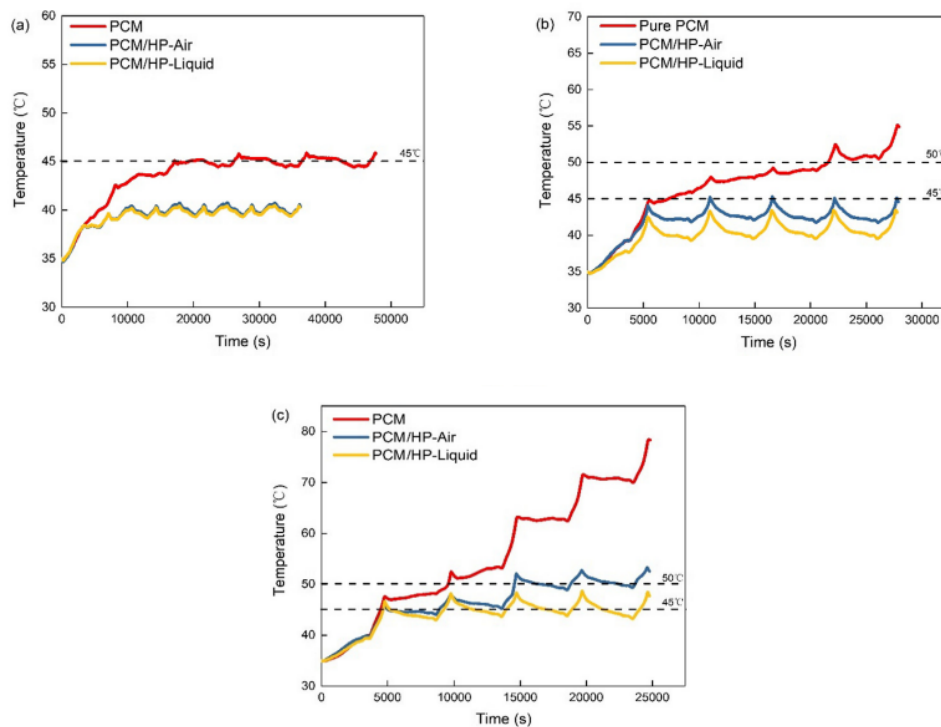 (a)
PCM
PCM/HP-Air
PCM/HP-Liquid
Temperature (℃)
60
55
50
45
40
35
30
45℃
0 10000 20000 30000 40000 50000
Time (s)
(b)
Pure PCM
PCM/HP-Air
PCM/HP-Liquid
Temperature (℃)
70
65
60
55
50
45
40
35
30
50℃
45℃
0 5000 10000 15000 20000 25000 30000
Time (s)
(c)
PCM
PCM/HP-Air
PCM/HP-Liquid
Temperature (℃)
80
70
60
50
40
30
50℃
45℃
0 5000 10000 15000 20000 25000
Time (s)